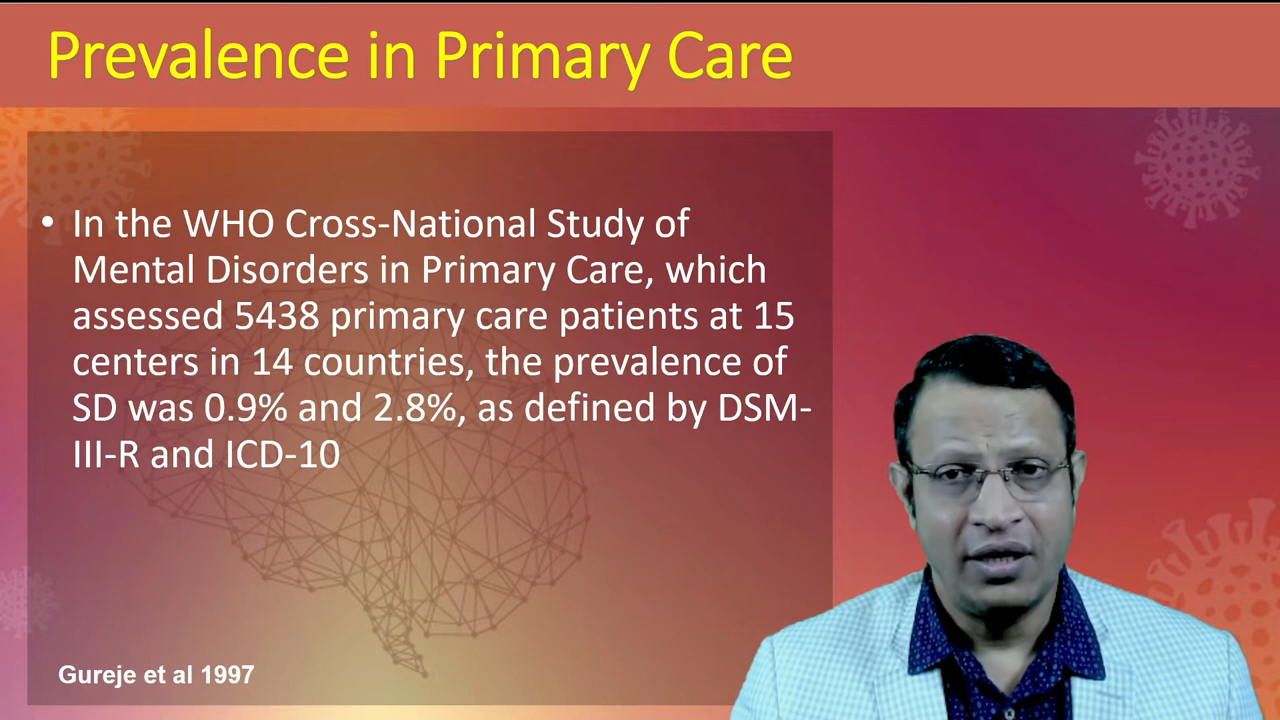 Prevalence in Primary Care
• In the WHO Cross-National Study of
Mental Disorders in Primary Care, which
assessed 5438 primary care patients at 15
centers in 14 countries, the prevalence of
SD was 0.9% and 2.8%, as defined by DSM-
III-R and ICD-10
Gureje et al 1997